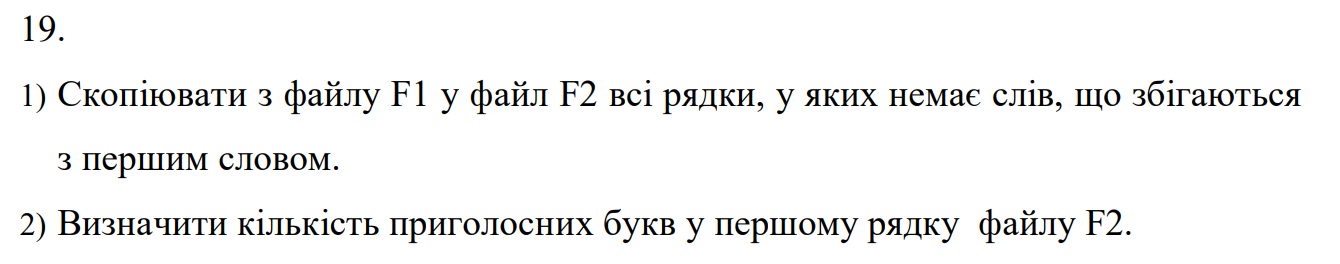 19.
1) Скопіювати з файлу F1 у файл F2 всі рядки, у яких немає слів, що збігаються
з першим словом.
2) Визначити кількість приголосних букв у першому рядку файлу F2.